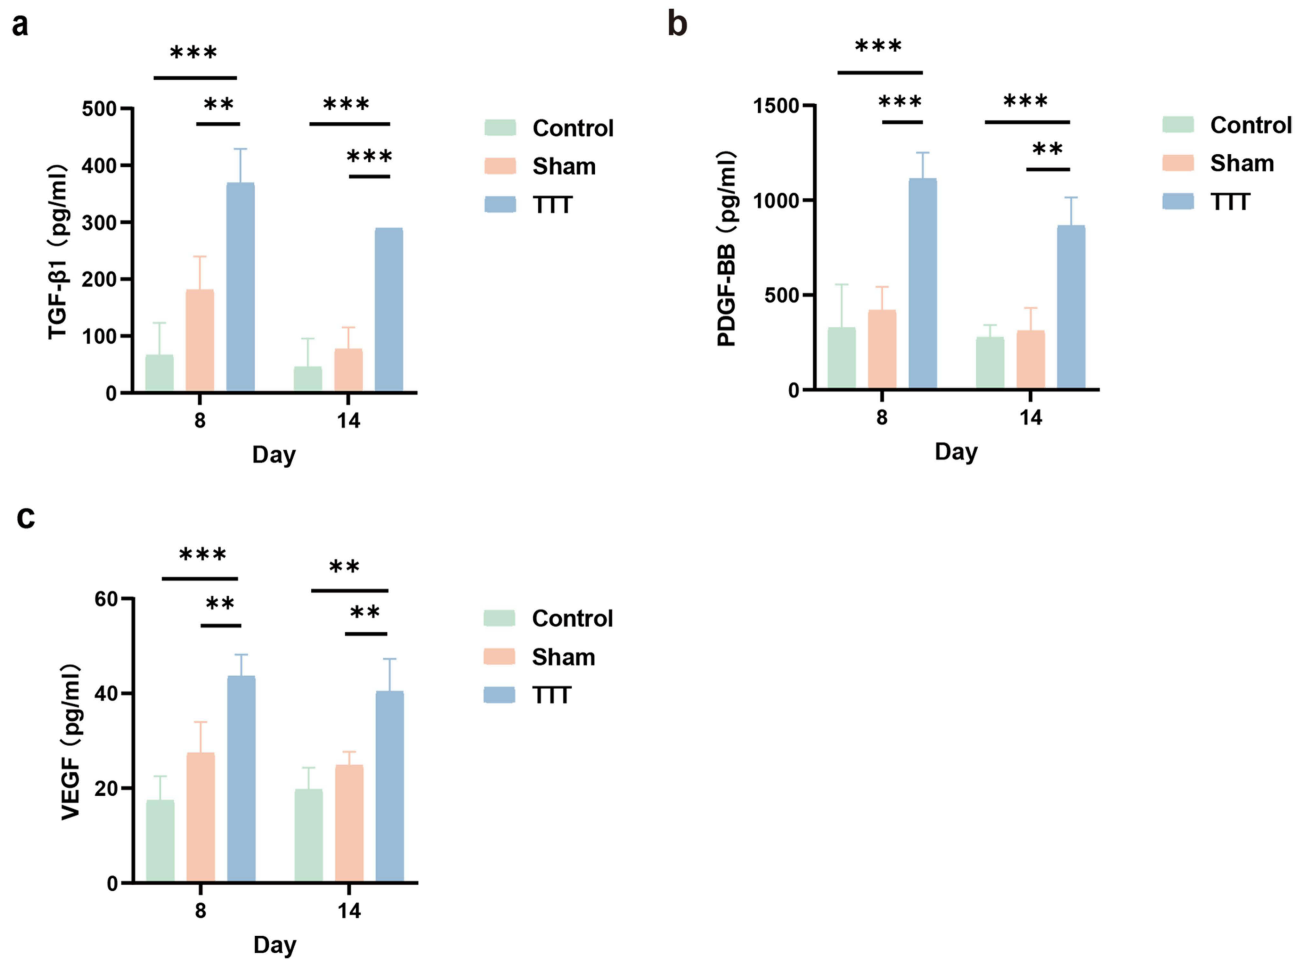 a
***
**
***
***
500
400
300
200
100
0
TGF-β1 (pg/ml)
8
14
Day
Control
Sham
TTT
b
***
***
***
**
1500
1000
500
0
PDGF-BB (pg/ml)
8
14
Day
Control
Sham
TTT
c
***
**
**
**
60
40
20
0
VEGF (pg/ml)
8
14
Day
Control
Sham
TTT